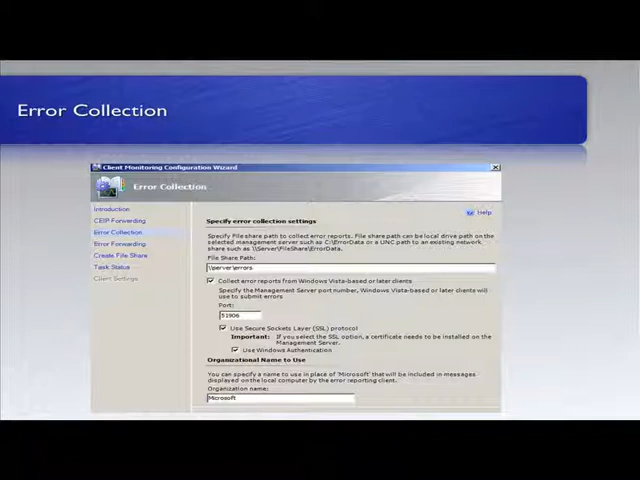 Error Collection
Client Monitoring Configuration Wizard
Error Collection
Introduction
CEIP Forwarding
Error Collection
Error Forwarding
Create File Share
Task Status
Client Settings
Help
Specify error collection settings
Specify File share path to collect error reports. File share path can be local drive path on the
selected management server such as C:\ErrorData or a UNC path to an existing network
share such as \\Server\FileShare\ErrorData.
File Share Path:
\\server\errors
Collect error reports from Windows Vista-based or later clients
Specify the Management Server port number, Windows Vista-based or later clients will
use to submit errors
Port:
51906
Use Secure Sockets Layer (SSL) protocol
Important: If you select the SSL option, a certificate needs to be installed on the
Management Server.
Use Windows Authentication
Organizational Name to Use
You can specify a name to use in place of 'Microsoft' that will be included in messages
displayed on the local computer by the error reporting client.
Organization name:
Microsoft